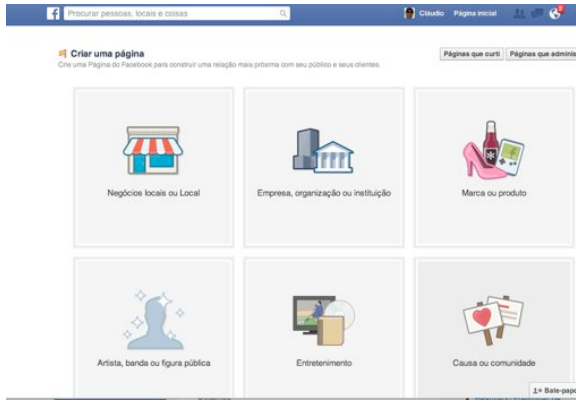 f Procurar pessoas, locais e coisas Cláudio Página inicial
Criar uma página
Páginas que curti Páginas que adminis
Crie uma Página do Facebook para construir uma relação mais próxima com seu público e seus clientes.
Negócios locais ou Local
Empresa, organização ou instituição
Marca ou produto
Artista, banda ou figura pública
Entretenimento
Causa ou comunidade
Bate-papo